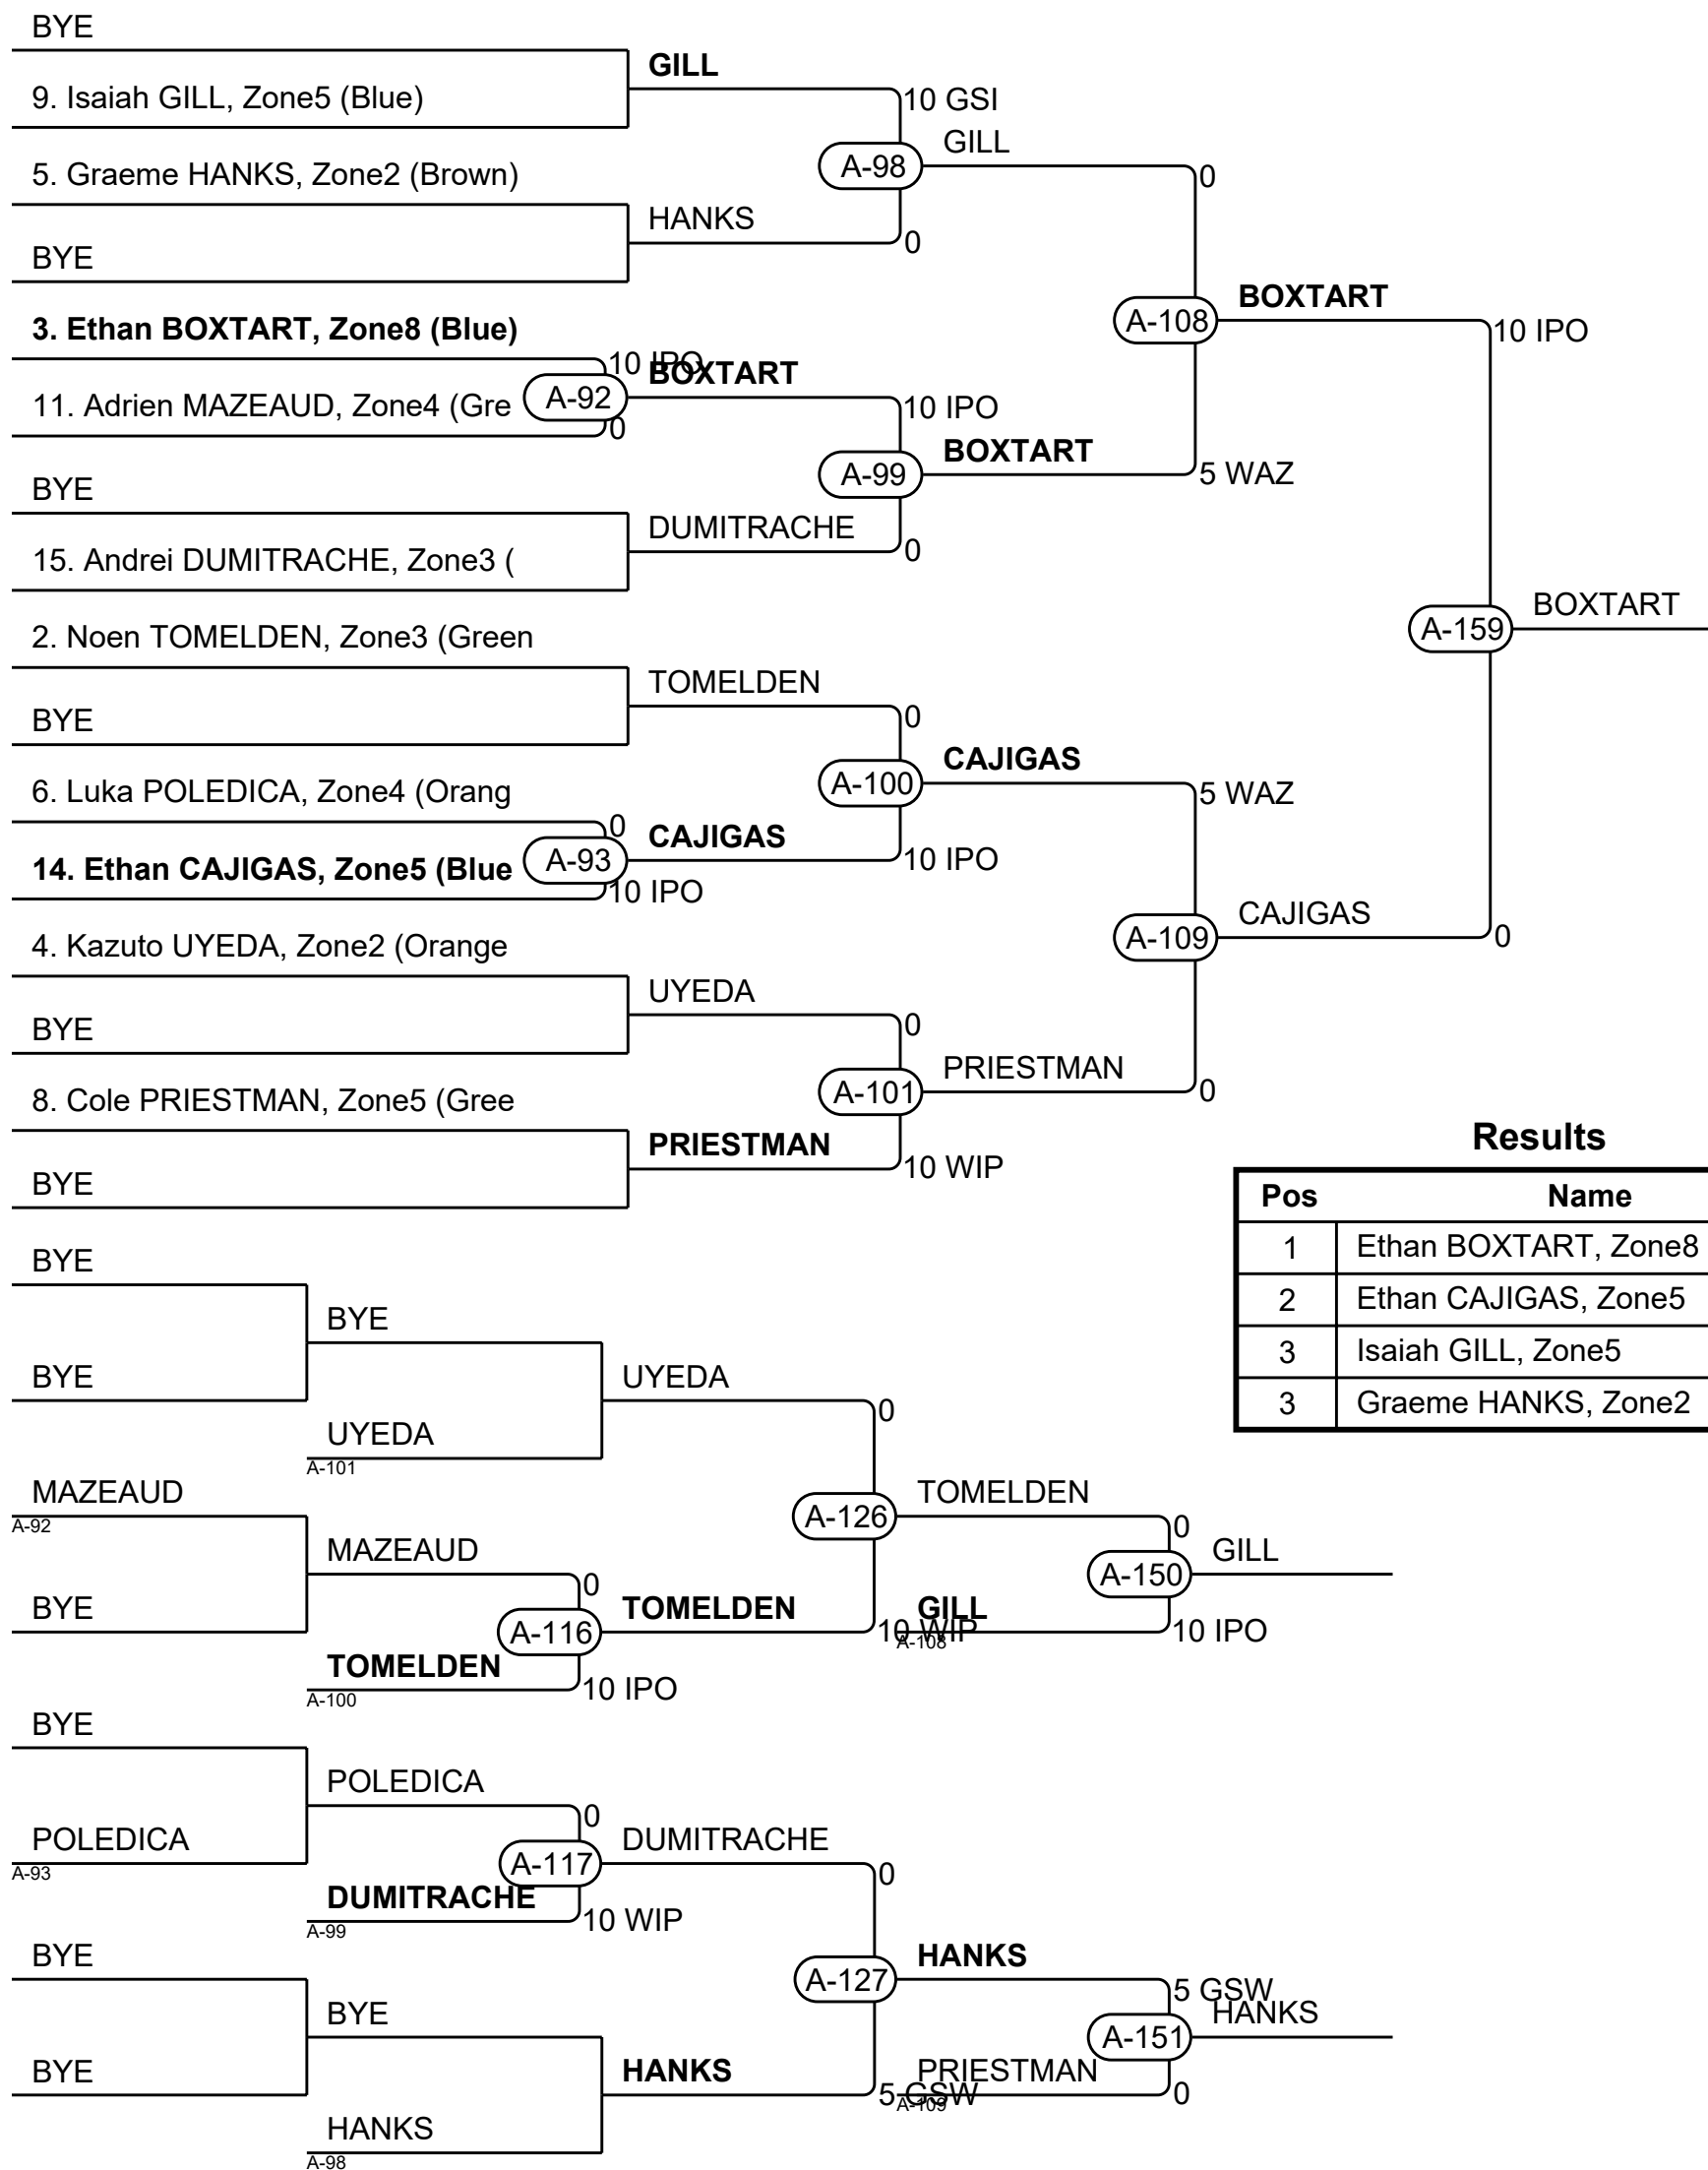 BYE
GILL
9. Isaiah GILL, Zone5 (Blue)
10 GSI
GILL
A-98
5. Graeme HANKS, Zone2 (Brown)
0
HANKS
0
BYE
BOXTART
3. Ethan BOXTART, Zone8 (Blue)
A-108
10 IPO
10 IPO
BOXTART
A-92
11. Adrien MAZEAUD, Zone4 (Gre
10 IPO
0
BOXTART
A-99
5 WAZ
BYE
DUMITRACHE
0
15. Andrei DUMITRACHE, Zone3 (
BOXTART
A-159
2. Noen TOMELDEN, Zone3 (Green
TOMELDEN
0
BYE
CAJIGAS
A-100
5 WAZ
6. Luka POLEDICA, Zone4 (Orang
0
CAJIGAS
A-93
10 IPO
14. Ethan CAJIGAS, Zone5 (Blue
10 IPO
CAJIGAS
A-109
0
4. Kazuto UYEDA, Zone2 (Orange
UYEDA
0
BYE
PRIESTMAN
A-101
0
8. Cole PRIESTMAN, Zone5 (Gree
PRIESTMAN
10 WIP
BYE
Results
Pos Name
1 Ethan BOXTART, Zone8
2 Ethan CAJIGAS, Zone5
3 Isaiah GILL, Zone5
3 Graeme HANKS, Zone2
BYE
BYE
BYE
UYEDA
0
UYEDA
A-101
MAZEAUD
A-92
TOMELDEN
A-126
0
MAZEAUD
0
GILL
A-150
BYE
TOMELDEN
A-116
10 WIP
GILL
A-108
10 IPO
TOMELDEN
A-100
10 IPO
BYE
POLEDICA
0
POLEDICA
A-93
DUMITRACHE
A-117
0
DUMITRACHE
A-99
10 WIP
BYE
HANKS
A-127
5 GSW
BYE
HANKS
A-151
BYE
HANKS
5 GSW
PRIESTMAN
A-109
0
HANKS
A-98